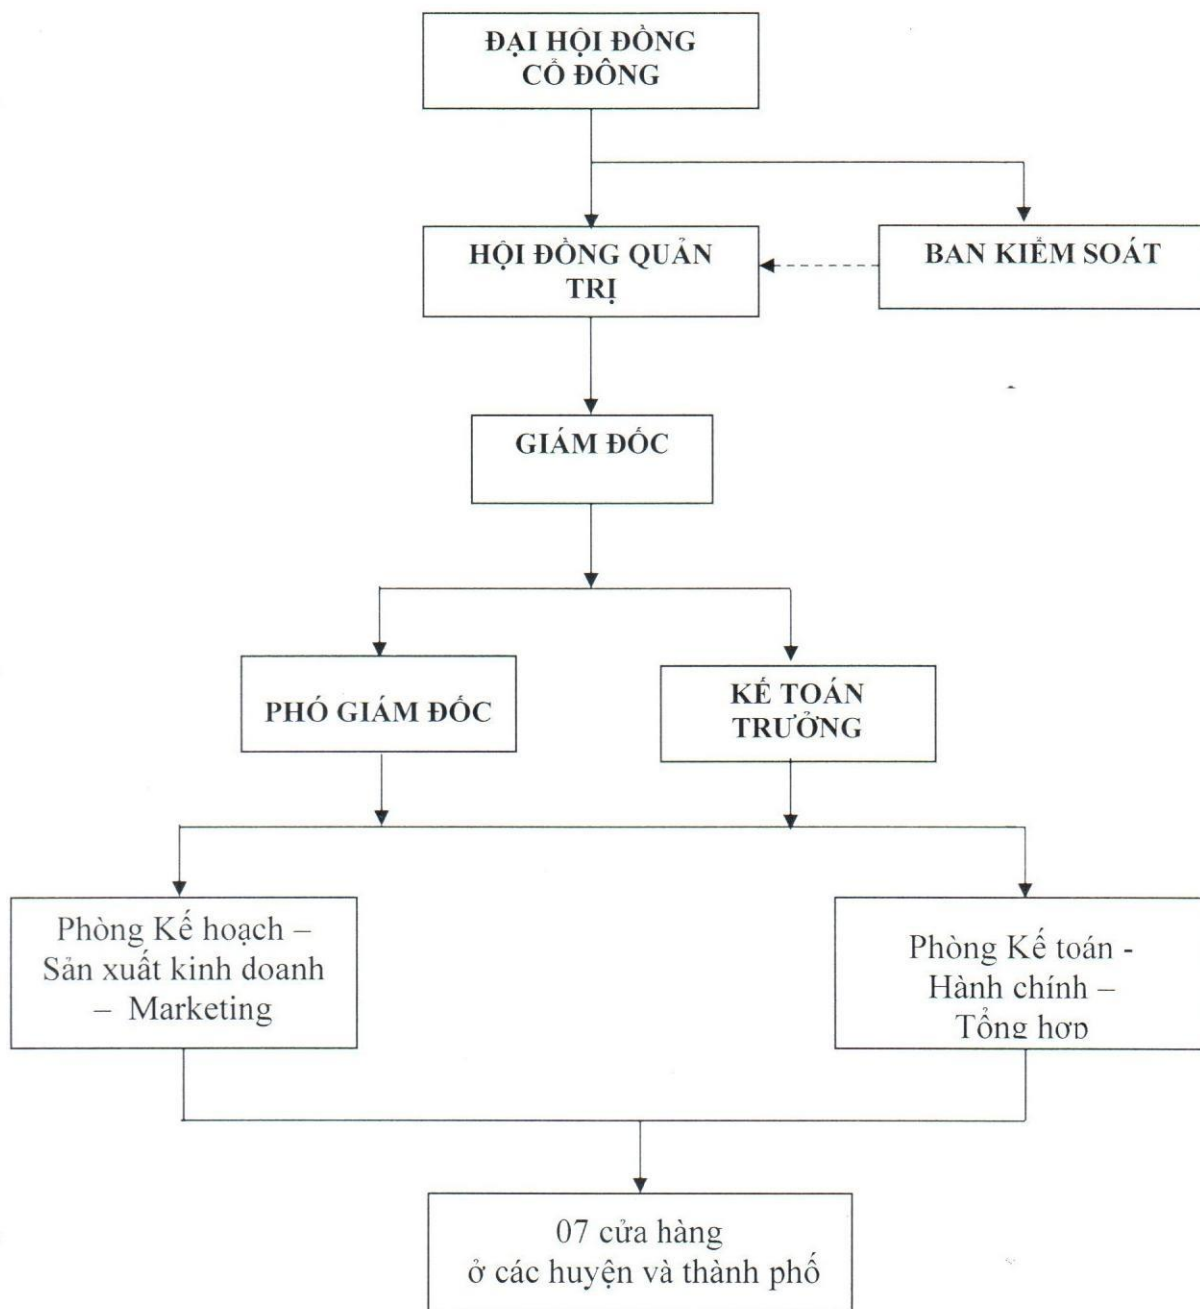 ĐẠI HỘI ĐỒNG
CỔ ĐÔNG
HỘI ĐỒNG QUẢN
TRỊ
BAN KIỂM SOÁT
GIÁM ĐỐC
PHÓ GIÁM ĐỐC
KẾ TOÁN
TRƯỞNG
Phòng Kế hoạch –
Sản xuất kinh doanh
– Marketing
Phòng Kế toán -
Hành chính –
Tổng hợp
07 cửa hàng
ở các huyện và thành phố